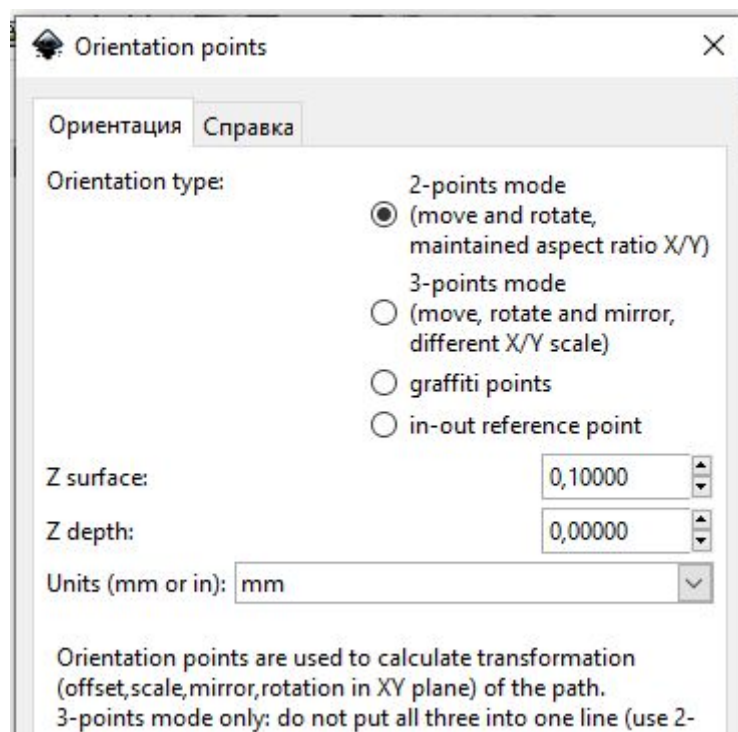 Orientation points
Ориентация Справка
Orientation type:
2-points mode
(move and rotate,
maintained aspect ratio X/Y)
3-points mode
(move, rotate and mirror,
different X/Y scale)
graffiti points
in-out reference point
Z surface: 0,10000
Z depth: 0,00000
Units (mm or in): mm
Orientation points are used to calculate transformation
(offset,scale,mirror,rotation in XY plane) of the path.
3-points mode only: do not put all three into one line (use 2-